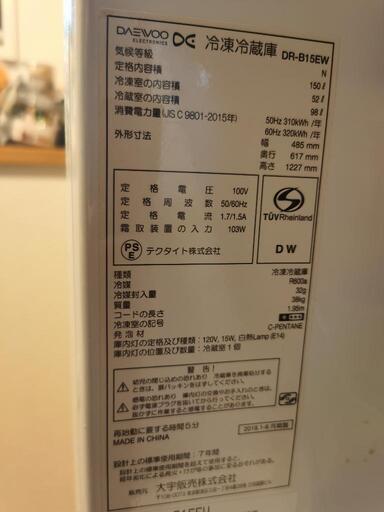 DAEWOO ELECTRONICS DE 冷凍冷蔵庫 DR-B15EW
気候等級 N
定格内容積 150ℓ
冷凍室の内容積 52ℓ
冷蔵室の内容積 98ℓ
消費電力量(JIS C 9801-2015年) 50Hz 310kWh /年
60Hz 320kWh /年
外形寸法 幅 485 mm
奥行 617 mm
高さ 1227 mm
定格電圧 100V
定格周波数 50/60Hz
定格電流 1.7/1.5A
霜取装置の入力 103W
PSE テクタイト株式会社
TÜVRheinland
DW
種類 冷凍冷蔵庫
冷媒 R600a
冷媒封入量 32g
質量 38kg
コードの長さ 1.95m
冷凍室の記号
発泡材 C-PENTANE
庫内灯の定格及び種類：120V, 15W, 白熱Lamp (E14)
庫内灯の位置及び数量：冷蔵室1個
警告！
再始動に要する時間5分
MADE IN CHINA
設計上の標準使用期間：7年間
販売元 大宇販売株式会社